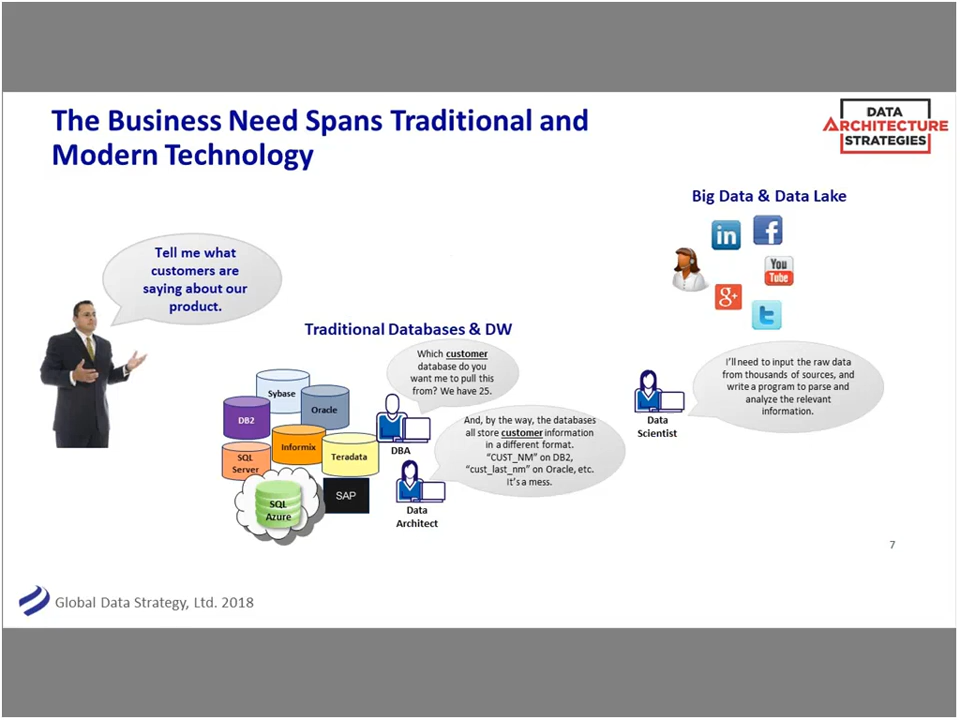 The Business Need Spans Traditional and
Modern Technology
DATA
ARCHITECTURE
STRATEGIES
Big Data & Data Lake
in
f
You
Tube
g+
t
Tell me what
customers are
saying about our
product.
Traditional Databases & DW
Which customer
database do you
want me to pull this
from? We have 25.
Sybase
Oracle
DB2
Informix
Teradata
SQL
Server
SQL
Azure
SAP
DBA
And, by the way, the databases
all store customer information
in a different format.
“CUST_NM” on DB2,
“cust_last_nm” on Oracle, etc.
It’s a mess.
Data
Architect
I’ll need to input the raw data
from thousands of sources, and
write a program to parse and
analyze the relevant
information.
Data
Scientist
7
Global Data Strategy, Ltd. 2018